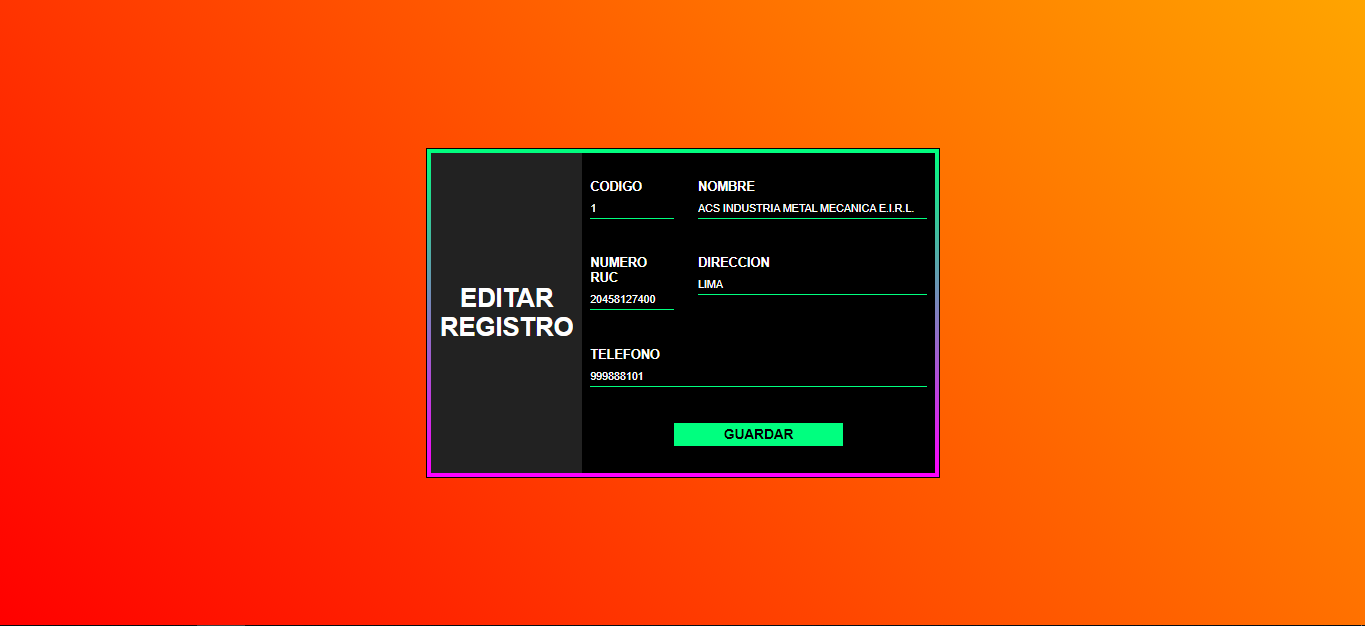 EDITAR
REGISTRO
CODIGO
1
NOMBRE
ACS INDUSTRIA METAL MECANICA E.I.R.L.
NUMERO
RUC
20458127400
DIRECCION
LIMA
TELEFONO
999888101
GUARDAR